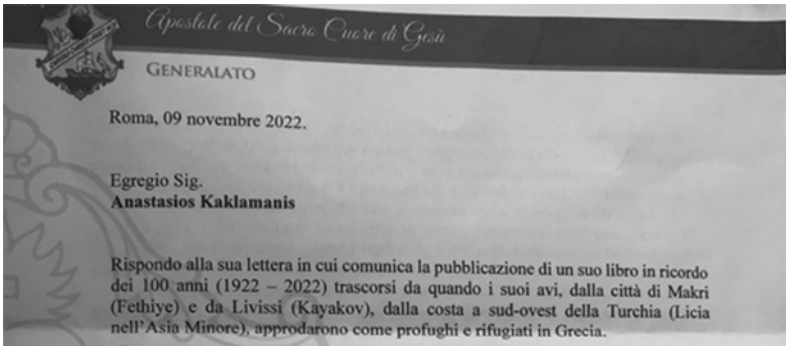 Apostole del Sacro Cuore di Gesù
GENERALATO
Roma, 09 novembre 2022.
Egregio Sig.
Anastasios Kaklamanis
Rispondo alla sua lettera in cui comunica la pubblicazione di un suo libro in ricordo
dei 100 anni (1922 – 2022) trascorsi da quando i suoi avi, dalla città di Makri
(Fethiye) e da Livissi (Kayakov), dalla costa a sud-ovest della Turchia (Licia
nell'Asia Minore), approdarono come profughi e rifugiati in Grecia.